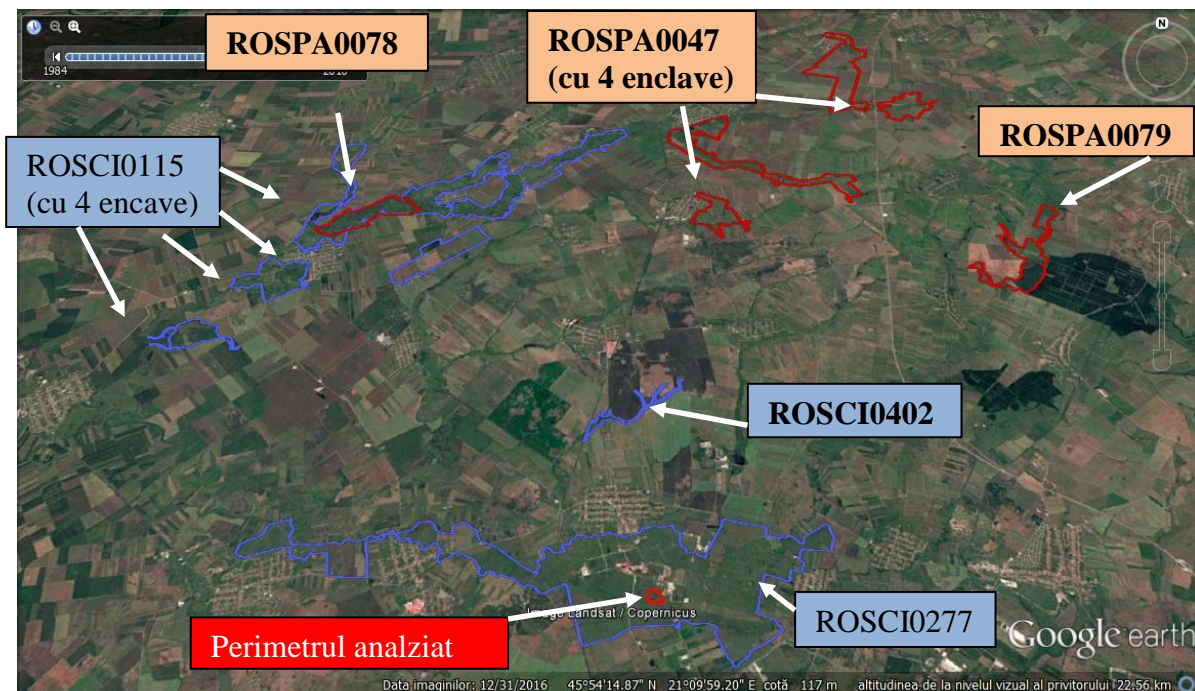 ROSPA0078
ROSPA0047
(cu 4 enclave)
1984
ROSPA0079
ROSCI0115
(cu 4 encave)
ROSCI0402
ROSCI0277
Perimetrul analziat
Landsat / Copernicus
Google earth
N
Data imaginilor: 12/31/2016 45°54'14.87" N 21°09'59.20" E cotă 117 m altitudinea de la nivelul vizual al privitorului 22.56 km